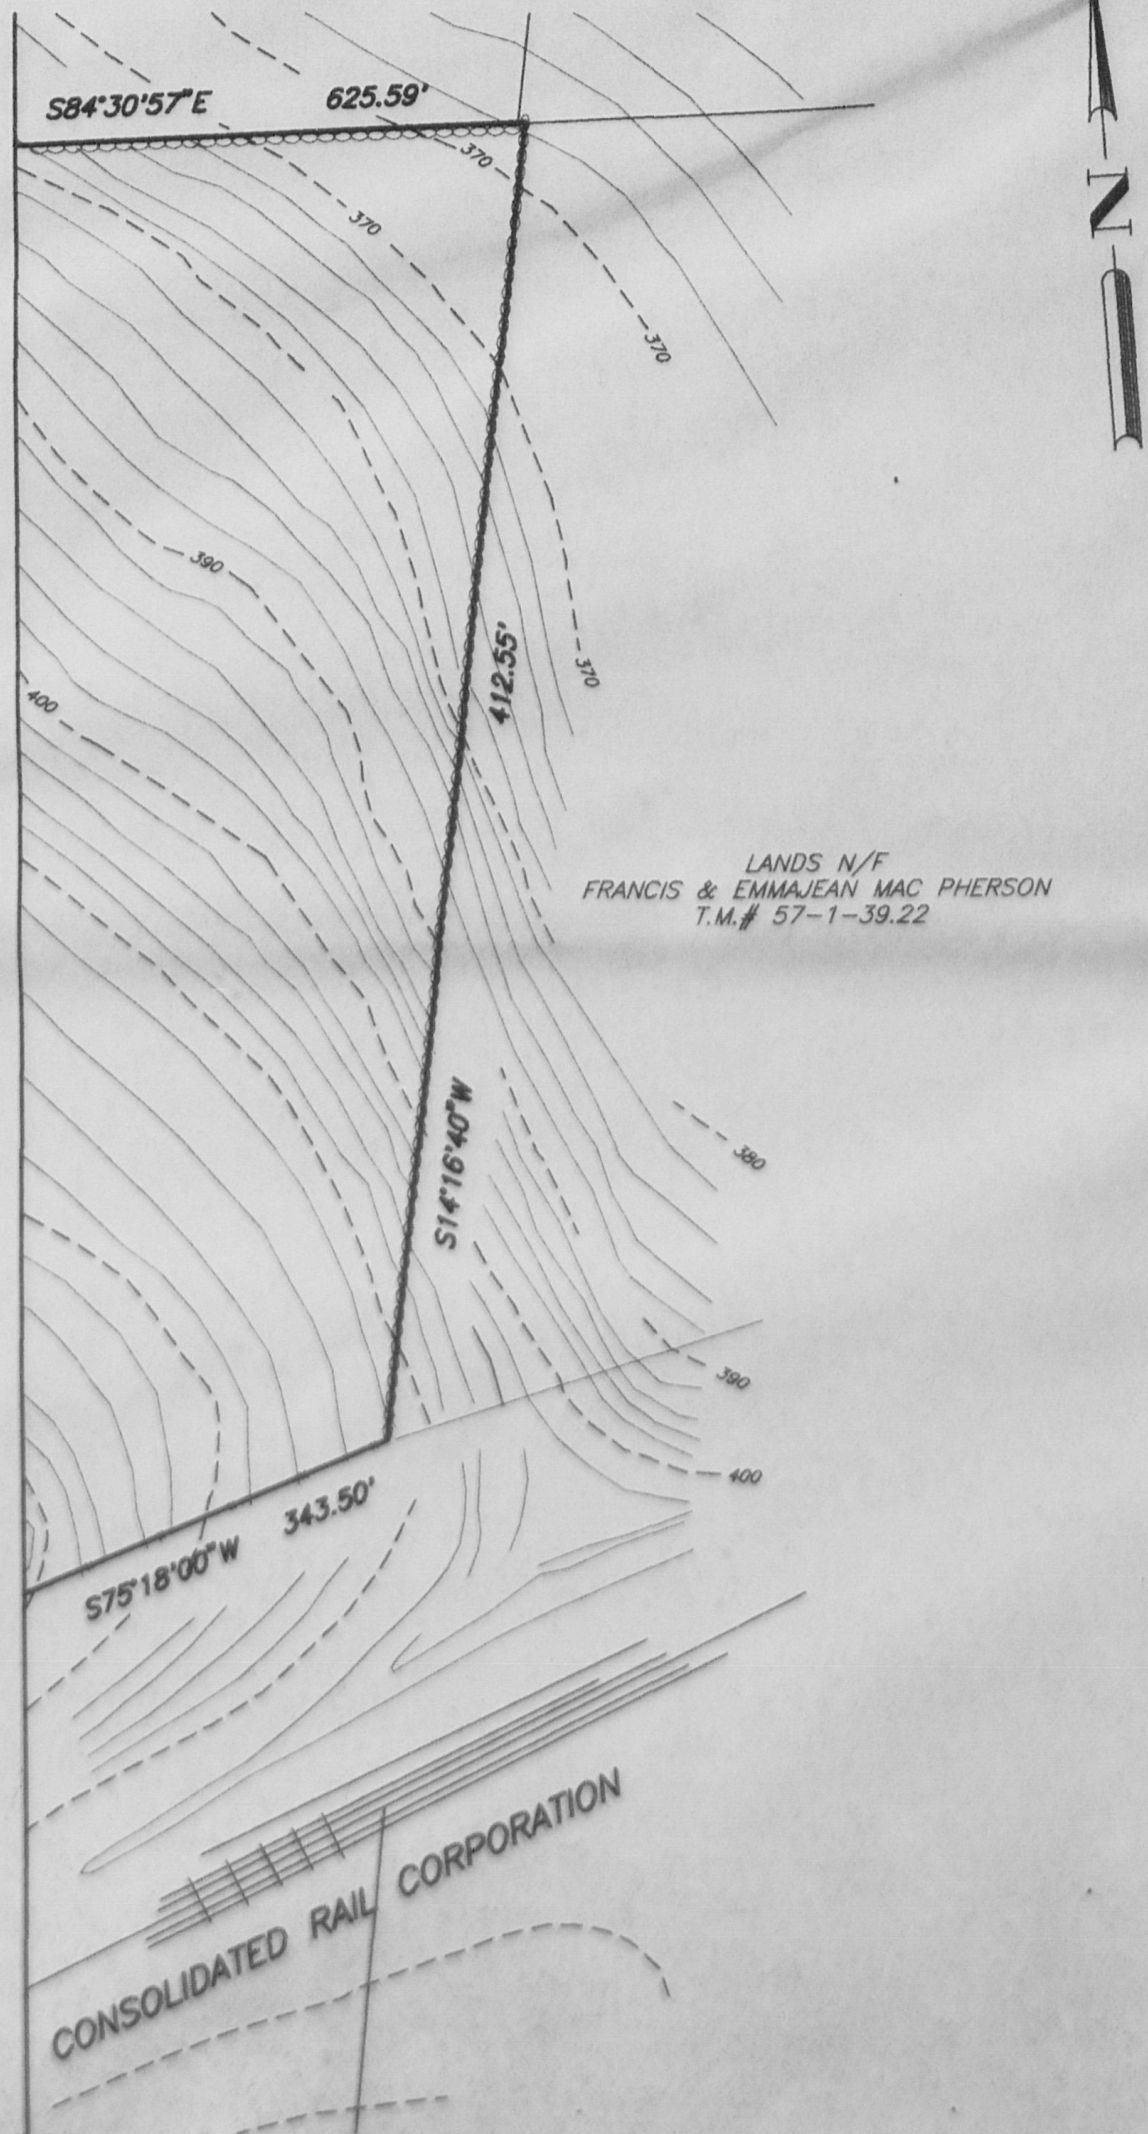 S84°30'57"E 625.59'
N
370
370
370
390
412.55'
370
400
LANDS N/F
FRANCIS & EMMAJEAN MAC PHERSON
T.M.# 57-1-39.22
S14°16'40"W
380
390
400
S75°18'00"W 343.50'
CONSOLIDATED RAIL CORPORATION